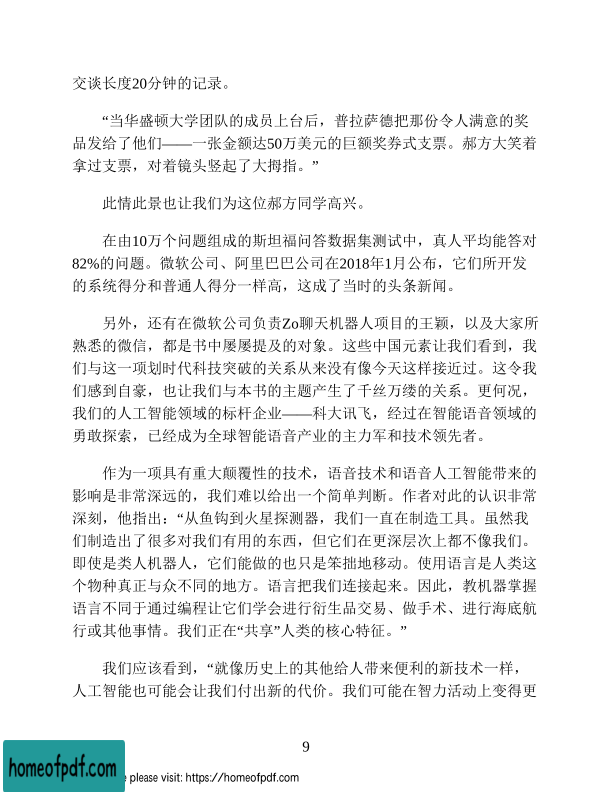 交谈长度20分钟的记录。
“当华盛顿大学团队的成员上台后，普拉萨德把那份令人满意的奖
品发给了他们——一张金额达50万美元的巨额奖券式支票。郝方大笑着
拿过支票，对着镜头竖起了大拇指。”
此情此景也让我们为这位郝方同学高兴。
在由10万个问题组成的斯坦福问答数据集测试中，真人平均能答对
82%的问题。微软公司、阿里巴巴公司在2018年1月公布，它们所开发
的系统得分和普通人得分一样高，这成了当时的头条新闻。
另外，还有在微软公司负责Zo聊天机器人项目的王颖，以及大家所
熟悉的微信，都是书中屡屡提及的对象。这些中国元素让我们看到，我
们与这一项划时代科技突破的关系从来没有像今天这样接近过。这令我
们感到自豪，也让我们与本书的主题产生了千丝万缕的关系。更何况，
我们的人工智能领域的标杆企业——科大讯飞，经过在智能语音领域的
勇敢探索，已经成为全球智能语音产业的主力军和技术领先者。
作为一项具有重大颠覆性的技术，语音技术和语音人工智能带来的
影响是非常深远的，我们难以给出一个简单判断。作者对此的认识非常
深刻，他指出：“从鱼钩到火星探测器，我们一直在制造工具。虽然我
们制造出了很多对我们有用的东西，但它们在更深层次上都不像我们。
即使是类人机器人，它们能做的也只是笨拙地移动。使用语言是人类这
个物种真正与众不同的地方。语言把我们连接起来。因此，教机器掌握
语言不同于通过编程让它们学会进行衍生品交易、做手术、进行海底航
行或其他事情。我们正在“共享”人类的核心特征。”
我们应该看到，“就像历史上的其他给人带来便利的新技术一样，
人工智能也可能会让我们付出新的代价。我们可能在智力活动上变得更
9
homeofpdf.com
e please visit: https://homeofpdf.com